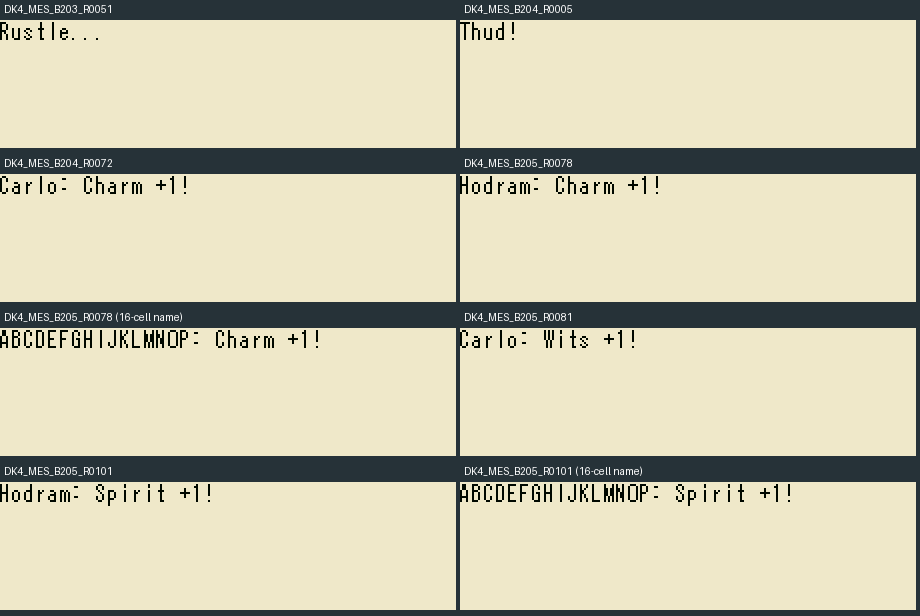 DK4_MES_B203_R0051
Rustle...
DK4_MES_B204_R0005
Thud!
DK4_MES_B204_R0072
Carlo: Charm +1!
DK4_MES_B205_R0078
Hodram: Charm +1!
DK4_MES_B205_R0078 (16-cell name)
ABCDEFGHIJKLMNOP: Charm +1!
DK4_MES_B205_R0081
Carlo: Wits +1!
DK4_MES_B205_R0101
Hodram: Spirit +1!
DK4_MES_B205_R0101 (16-cell name)
ABCDEFGHIJKLMNOP: Spirit +1!